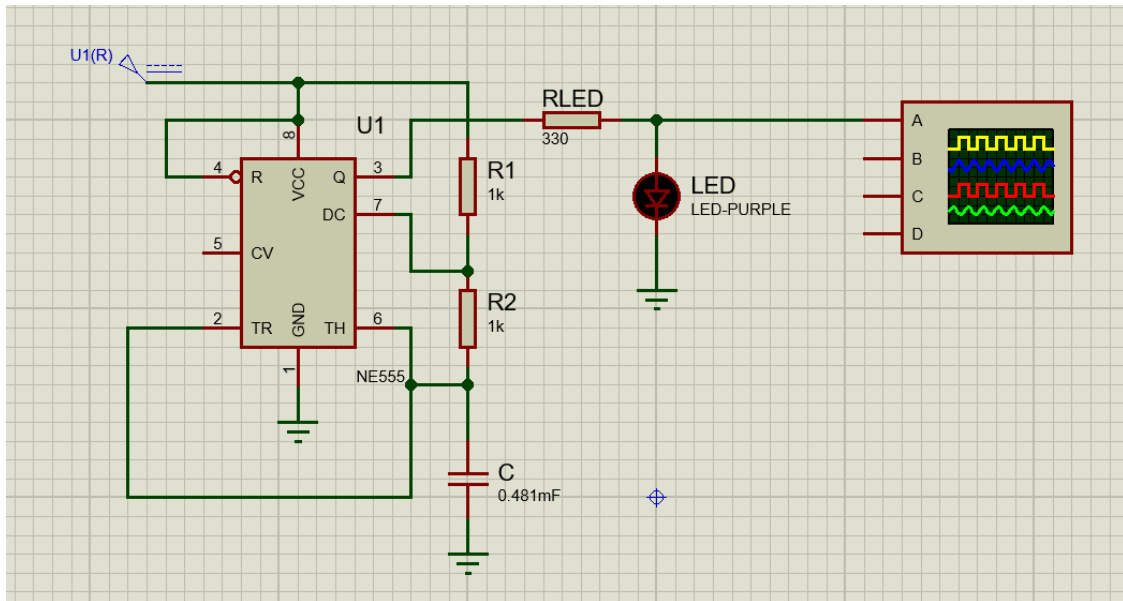 U1(R)
U1
8
VCC
4
R
Q
3
DC
7
5
CV
2
TR
GND
TH
6
1
NE555
R1
1k
R2
1k
C
0.481mF
RLED
330
LED
LED-PURPLE
A
B
C
D